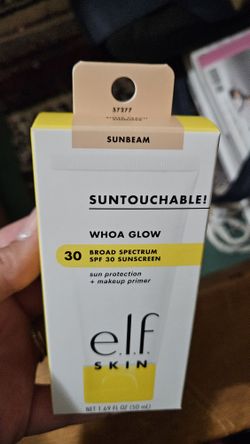 57277
SUNBEAM
SUNTOUCHABLE!
WHOA GLOW
30
BROAD SPECTRUM
SPF 30 SUNSCREEN
sun protection
+ makeup primer
e.l.f.
SKIN
NET 1.69 FL OZ (50 mL)